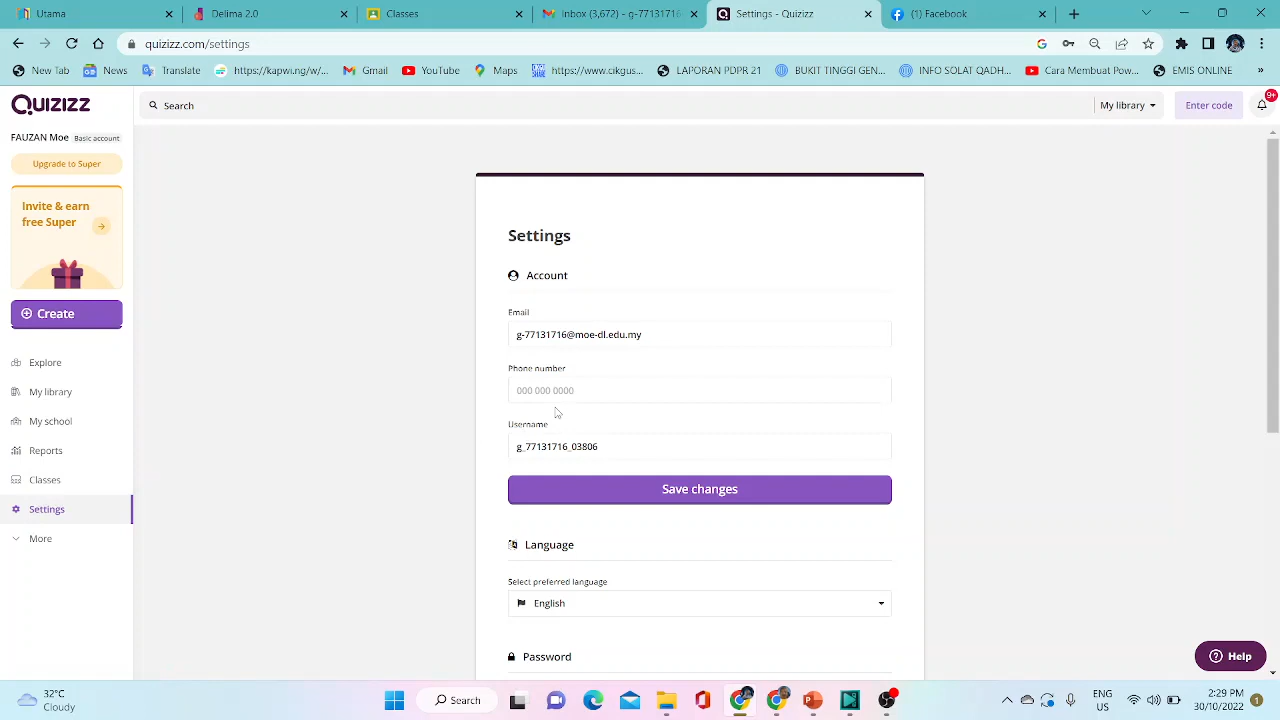 Utama
Delima 2.0
Classes
Inbox (3,672) - g-77131716
Settings - Quizizz
(1) Facebook
quizizz.com/settings
New Tab
News
Translate
https://kapwi.ng/w/...
Gmail
YouTube
Maps
https://www.cikgus...
LAPORAN PDPR 21
BUKIT TINGGI GEN...
INFO SOLAT QADH...
Cara Membuat Pow...
EMIS ONLINE
QUIZIZZ
Search
My library
Enter code
9+
FAUZAN Moe
Basic account
Upgrade to Super
Invite & earn
free Super
Create
Explore
My library
My school
Reports
Classes
Settings
More
Settings
Account
Email
g-77131716@moe-dl.edu.my
Phone number
000 000 0000
Username
g_77131716_03806
Save changes
Language
Select preferred language
English
Password
Help
32°C
Cloudy
Search
ENG
US
2:29 PM
30/10/2022
1